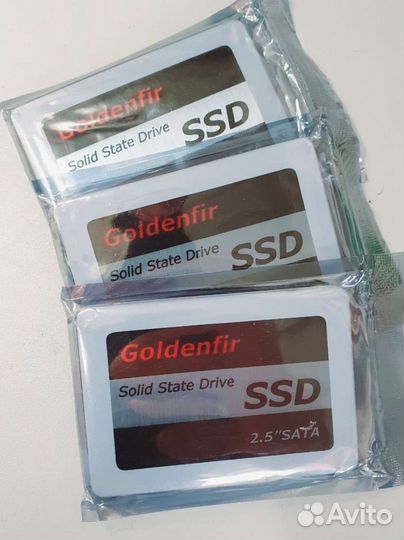 Goldenfir
Solid State Drive SSD
Goldenfir
Solid State Drive SSD
Goldenfir
Solid State Drive SSD
2.5"SATA
Avito